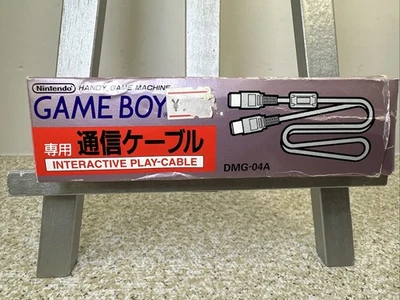 Nintendo HANDY GAME MACHINE
GAME BOY
¥
専用 通信ケーブル
INTERACTIVE PLAY-CABLE
DMG-04A